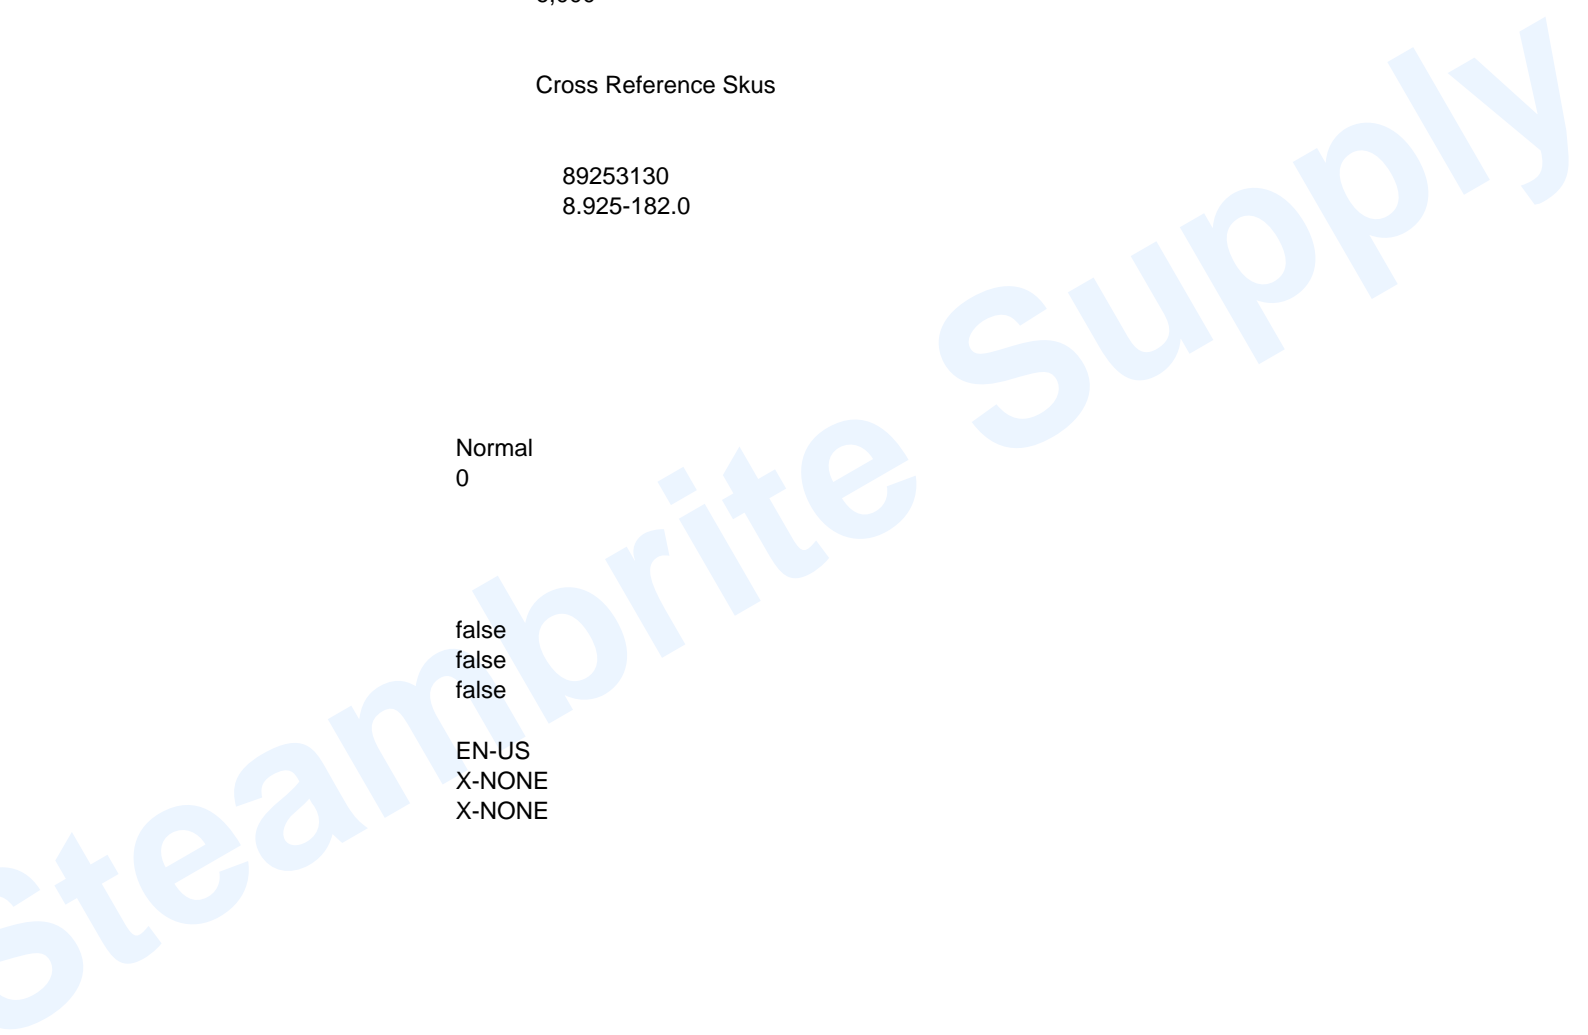 Cross Reference Skus
89253130
8.925-182.0
Normal
0
false
false
false
EN-US
X-NONE
X-NONE
Steambrite Supply